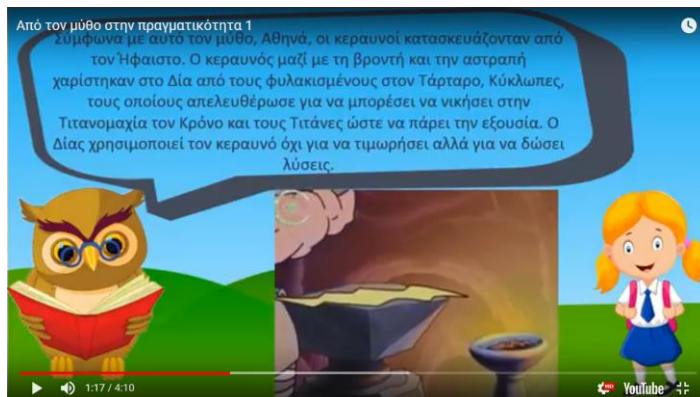 Από τον μύθο στην πραγματικότητα 1
Σύμφωνα με αυτό τον μύθο, Αθηνά, οι κεραυνοί κατασκευάζονταν από
τον Ήφαιστο. Ο κεραυνός μαζί με τη βροντή και την αστραπή
χαρίστηκαν στο Δία από τους φυλακισμένους στον Τάρταρο, Κύκλωπες,
τους οποίους απελευθέρωσε για να μπορέσει να νικήσει στην
Τιτανομαχία τον Κρόνο και τους Τιτάνες ώστε να πάρει την εξουσία. Ο
Δίας χρησιμοποιεί τον κεραυνό όχι για να τιμωρήσει αλλά για να δώσει
λύσεις.
1:17 / 4:10
HD
YouTube